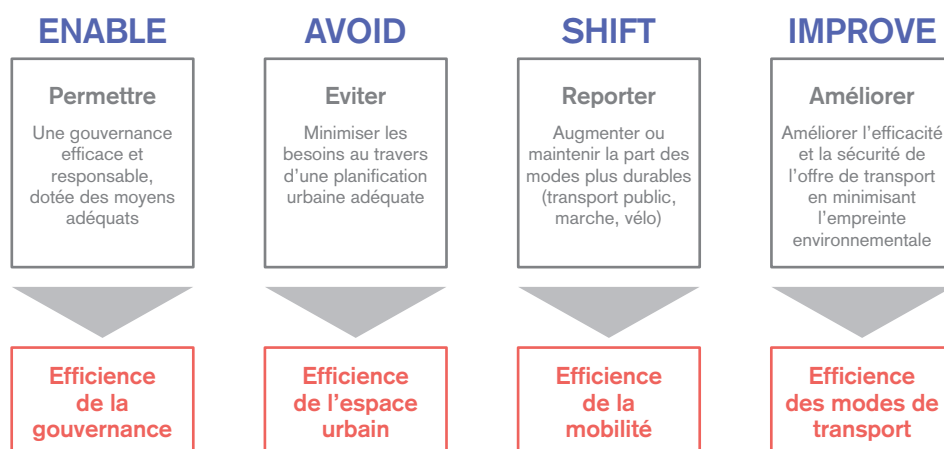 ENABLE
Permettre
Une gouvernance
efficace et
responsable,
dotée des moyens
adéquats
Efficience
de la
gouvernance
AVOID
Eviter
Minimiser les
besoins au travers
d'une planification
urbaine adéquate
Efficience
de l'espace
urbain
SHIFT
Reporter
Augmenter ou
maintenir la part des
modes plus durables
(transport public,
marche, vélo)
Efficience
de la
mobilité
IMPROVE
Améliorer
Améliorer l'efficacité
et la sécurité de
l'offre de transport
en minimisant
l'empreinte
environnementale
Efficience
des modes de
transport